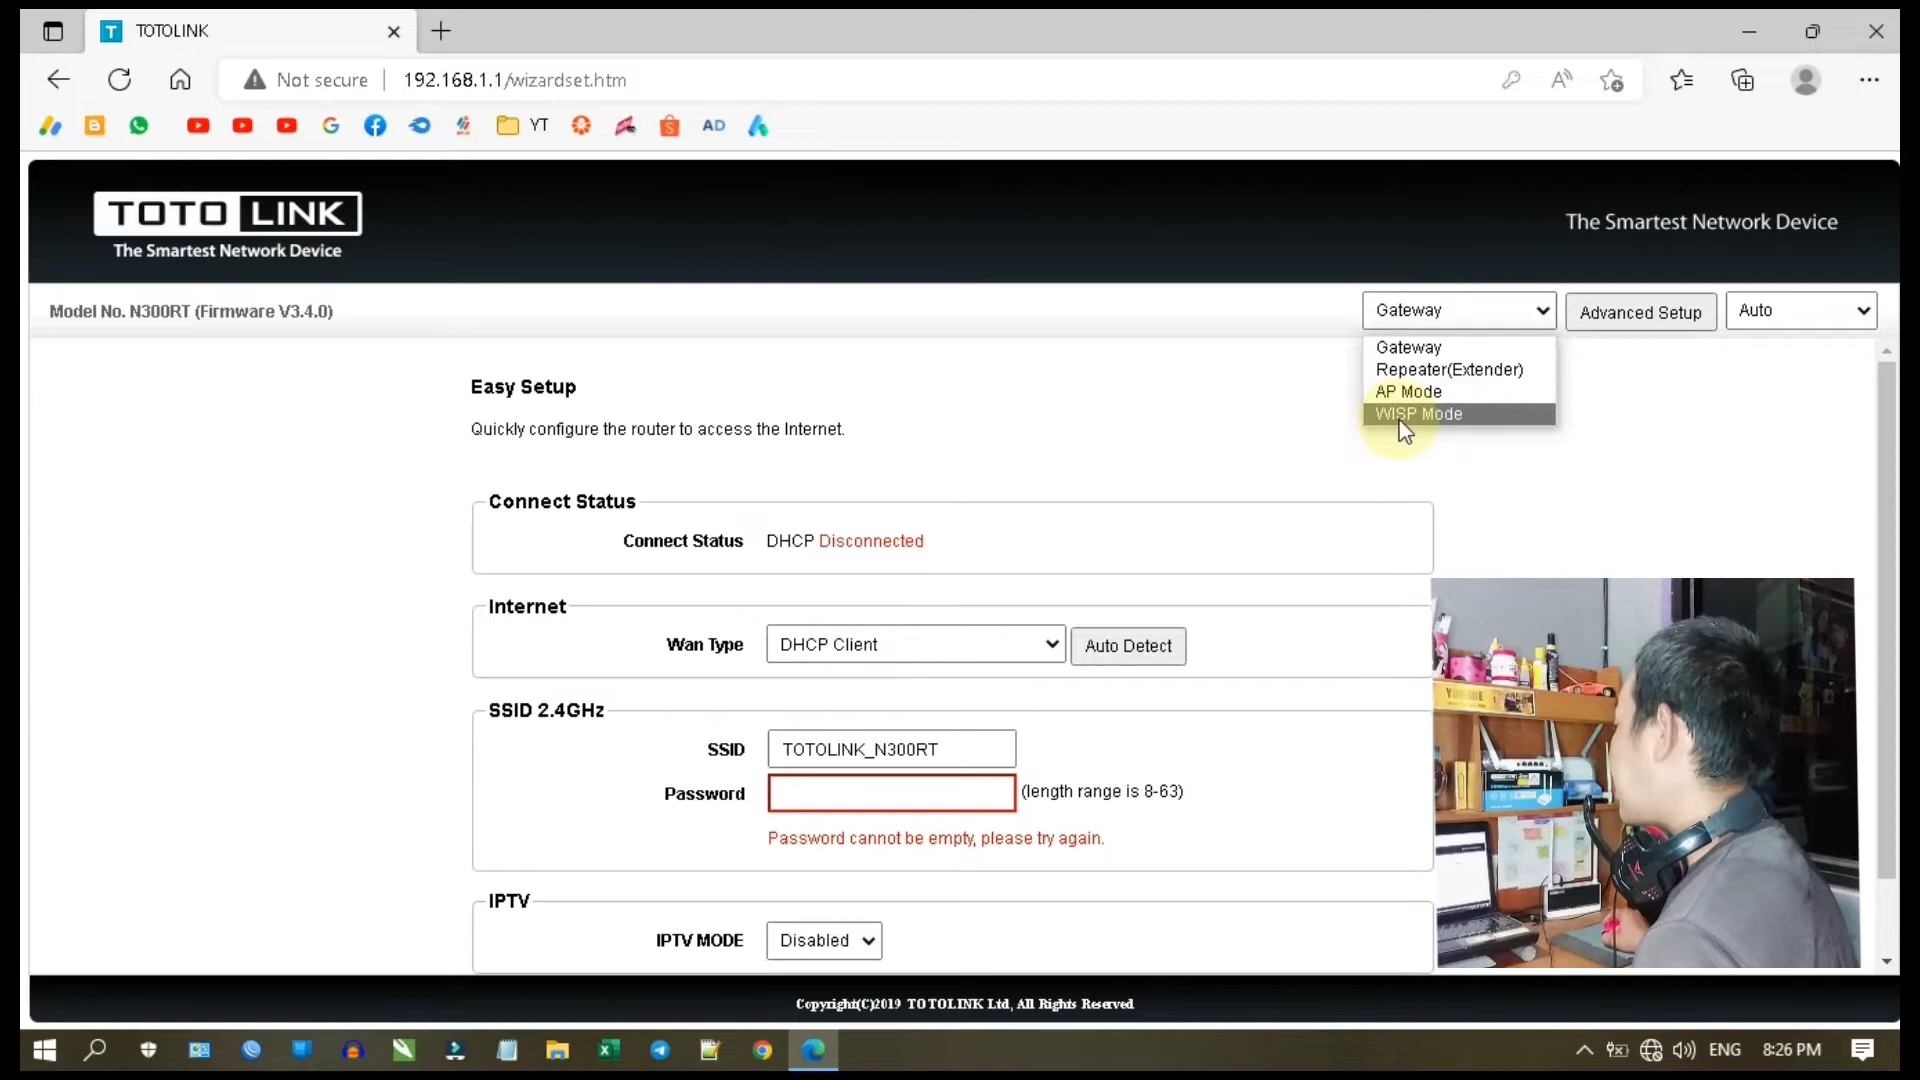 TOTOLINK
Not secure
192.168.1.1/wizardset.htm
YT
AD
TOTO LINK
The Smartest Network Device
The Smartest Network Device
Model No. N300RT (Firmware V3.4.0)
Gateway
Advanced Setup
Auto
Gateway
Repeater(Extender)
AP Mode
WISP Mode
Easy Setup
Quickly configure the router to access the Internet.
Connect Status
Connect Status DHCP Disconnected
Internet
Wan Type DHCP Client Auto Detect
SSID 2.4GHz
SSID TOTOLINK_N300RT
Password (length range is 8-63)
Password cannot be empty, please try again.
IPTV
IPTV MODE Disabled
Copyright(C)2019 TOTOLINK Ltd, All Rights Reserved
ENG 8:26 PM